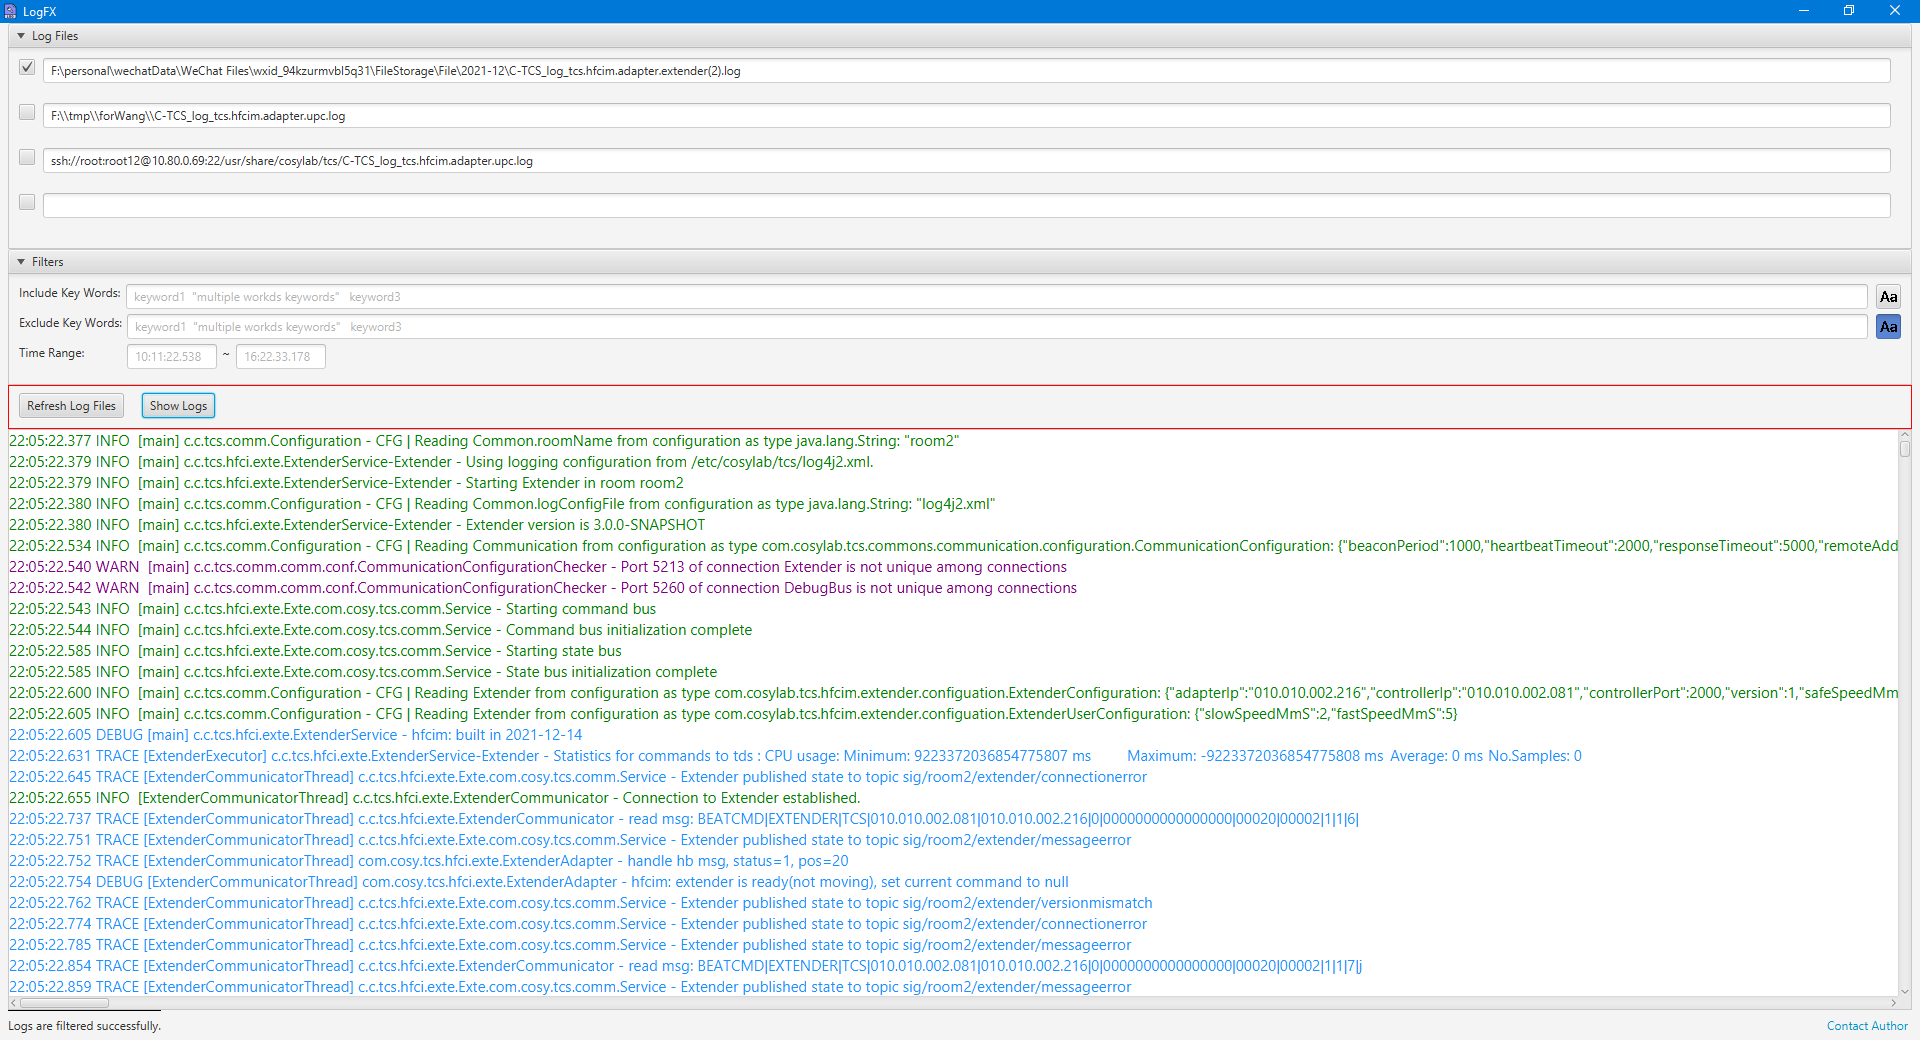 LogFX
Log Files
F:\personal\wechatData\WeChat Files\wxid_94kzurmvbl5q31\FileStorage\File\2021-12\C-TCS_log_tcs.hfcim.adapter.extender(2).log
F:\\tmp\\forWang\\C-TCS_log_tcs.hfcim.adapter.upc.log
ssh://root:root12@10.80.0.69:22/usr/share/cosylab/tcs/C-TCS_log_tcs.hfcim.adapter.upc.log
Filters
Include Key Words: keyword1 "multiple workds keywords" keyword3 Aa
Exclude Key Words: keyword1 "multiple workds keywords" keyword3 Aa
Time Range: 10:11:22.538 ~ 16:22.33.178
Refresh Log Files Show Logs
22:05:22.377 INFO [main] c.c.tcs.comm.Configuration - CFG | Reading Common.roomName from configuration as type java.lang.String: "room2"
22:05:22.379 INFO [main] c.c.tcs.hfci.exte.ExtenderService-Extender - Using logging configuration from /etc/cosylab/tcs/log4j2.xml.
22:05:22.379 INFO [main] c.c.tcs.hfci.exte.ExtenderService-Extender - Starting Extender in room room2
22:05:22.380 INFO [main] c.c.tcs.comm.Configuration - CFG | Reading Common.logConfigFile from configuration as type java.lang.String: "log4j2.xml"
22:05:22.380 INFO [main] c.c.tcs.hfci.exte.ExtenderService-Extender - Extender version is 3.0.0-SNAPSHOT
22:05:22.534 INFO [main] c.c.tcs.comm.Configuration - CFG | Reading Communication from configuration as type com.cosylab.tcs.commons.communication.configuration.CommunicationConfiguration: {"beaconPeriod":1000,"heartbeatTimeout":2000,"responseTimeout":5000,"remoteAdd
22:05:22.540 WARN [main] c.c.tcs.comm.comm.conf.CommunicationConfigurationChecker - Port 5213 of connection Extender is not unique among connections
22:05:22.542 WARN [main] c.c.tcs.comm.comm.conf.CommunicationConfigurationChecker - Port 5260 of connection DebugBus is not unique among connections
22:05:22.543 INFO [main] c.c.tcs.hfci.exte.Exte.com.cosy.tcs.comm.Service - Starting command bus
22:05:22.544 INFO [main] c.c.tcs.hfci.exte.Exte.com.cosy.tcs.comm.Service - Command bus initialization complete
22:05:22.585 INFO [main] c.c.tcs.hfci.exte.Exte.com.cosy.tcs.comm.Service - Starting state bus
22:05:22.585 INFO [main] c.c.tcs.hfci.exte.Exte.com.cosy.tcs.comm.Service - State bus initialization complete
22:05:22.600 INFO [main] c.c.tcs.comm.Configuration - CFG | Reading Extender from configuration as type com.cosylab.tcs.hfcim.extender.configuation.ExtenderConfiguration: {"adapterIp":"010.010.002.216","controllerIp":"010.010.002.081","controllerPort":2000,"version":1,"safeSpeedMm
22:05:22.605 INFO [main] c.c.tcs.comm.Configuration - CFG | Reading Extender from configuration as type com.cosylab.tcs.hfcim.extender.configuation.ExtenderUserConfiguration: {"slowSpeedMmS":2,"fastSpeedMmS":5}
22:05:22.605 DEBUG [main] c.c.tcs.hfci.exte.ExtenderService - hfcim: built in 2021-12-14
22:05:22.631 TRACE [ExtenderExecutor] c.c.tcs.hfci.exte.ExtenderService-Extender - Statistics for commands to tds : CPU usage: Minimum: 9223372036854775807 ms Maximum: -9223372036854775808 ms Average: 0 ms No.Samples: 0
22:05:22.645 TRACE [ExtenderCommunicatorThread] c.c.tcs.hfci.exte.Exte.com.cosy.tcs.comm.Service - Extender published state to topic sig/room2/extender/connectionerror
22:05:22.655 INFO [ExtenderCommunicatorThread] c.c.tcs.hfci.exte.ExtenderCommunicator - Connection to Extender established.
22:05:22.737 TRACE [ExtenderCommunicatorThread] c.c.tcs.hfci.exte.ExtenderCommunicator - read msg: BEATCMD|EXTENDER|TCS|010.010.002.081|010.010.002.216|0|0000000000000000|00020|00002|1|1|6|
22:05:22.751 TRACE [ExtenderCommunicatorThread] c.c.tcs.hfci.exte.Exte.com.cosy.tcs.comm.Service - Extender published state to topic sig/room2/extender/messageerror
22:05:22.752 TRACE [ExtenderCommunicatorThread] com.cosy.tcs.hfci.exte.ExtenderAdapter - handle hb msg, status=1, pos=20
22:05:22.754 DEBUG [ExtenderCommunicatorThread] com.cosy.tcs.hfci.exte.ExtenderAdapter - hfcim: extender is ready(not moving), set current command to null
22:05:22.762 TRACE [ExtenderCommunicatorThread] c.c.tcs.hfci.exte.Exte.com.cosy.tcs.comm.Service - Extender published state to topic sig/room2/extender/versionmismatch
22:05:22.774 TRACE [ExtenderCommunicatorThread] c.c.tcs.hfci.exte.Exte.com.cosy.tcs.comm.Service - Extender published state to topic sig/room2/extender/connectionerror
22:05:22.785 TRACE [ExtenderCommunicatorThread] c.c.tcs.hfci.exte.Exte.com.cosy.tcs.comm.Service - Extender published state to topic sig/room2/extender/messageerror
22:05:22.854 TRACE [ExtenderCommunicatorThread] c.c.tcs.hfci.exte.ExtenderCommunicator - read msg: BEATCMD|EXTENDER|TCS|010.010.002.081|010.010.002.216|0|0000000000000000|00020|00002|1|1|7|j
22:05:22.859 TRACE [ExtenderCommunicatorThread] c.c.tcs.hfci.exte.Exte.com.cosy.tcs.comm.Service - Extender published state to topic sig/room2/extender/messageerror
Logs are filtered successfully. Contact Author